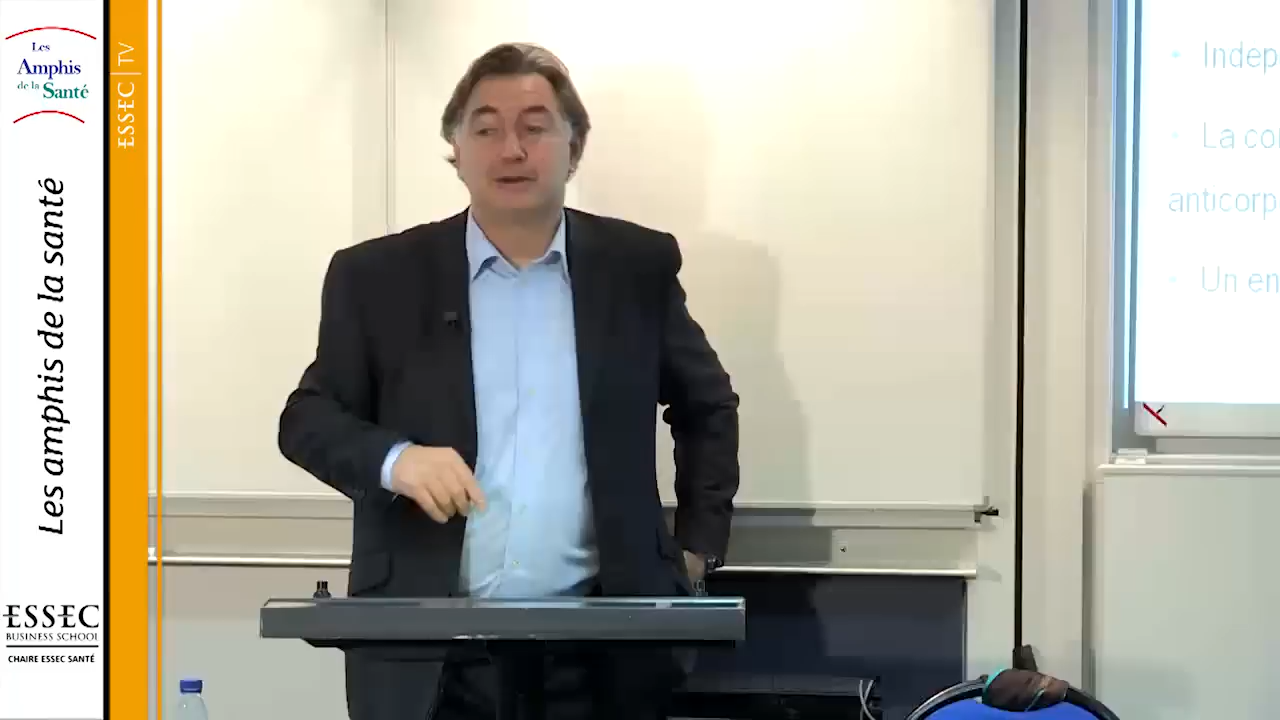 Les
Amphis
de la Santé
ESSEC | TV
Les amphis de la santé
ESSEC
BUSINESS SCHOOL
CHAIRE ESSEC SANTÉ
• Indep
• La co
anticorp
• Un en